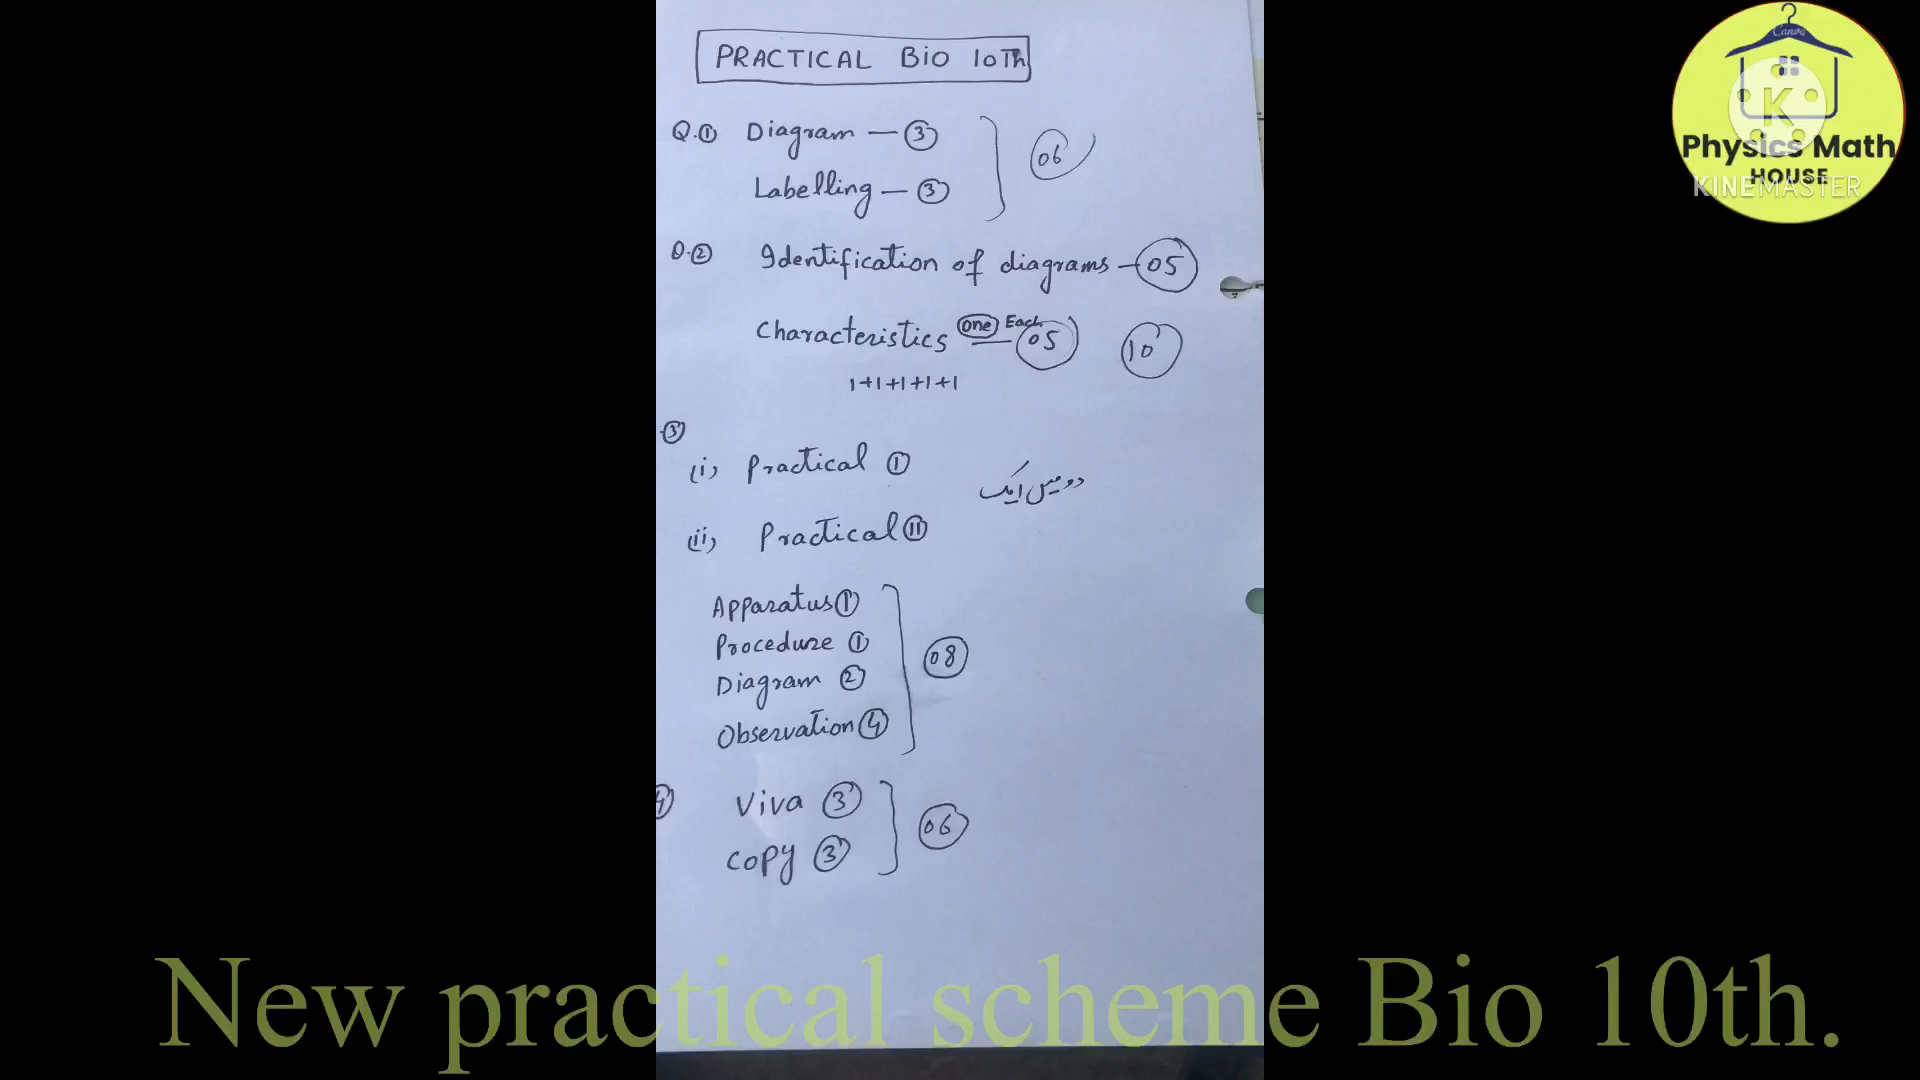 PRACTICAL BIO 10Th
Q.① Diagram — ③
Labelling — ③
06
Q.② Identification of diagrams — 05
Characteristics one Each 05
10
1+1+1+1+1
③
(i) Practical ①
دو میں ایک
(ii) Practical ⑪
Apparatus ①
Procedure ①
Diagram ②
Observation ④
08
④ Viva ③
Copy ③
06
Canva
K
Physics Math
HOUSE
KINEMASTER
New practical scheme Bio 10th.